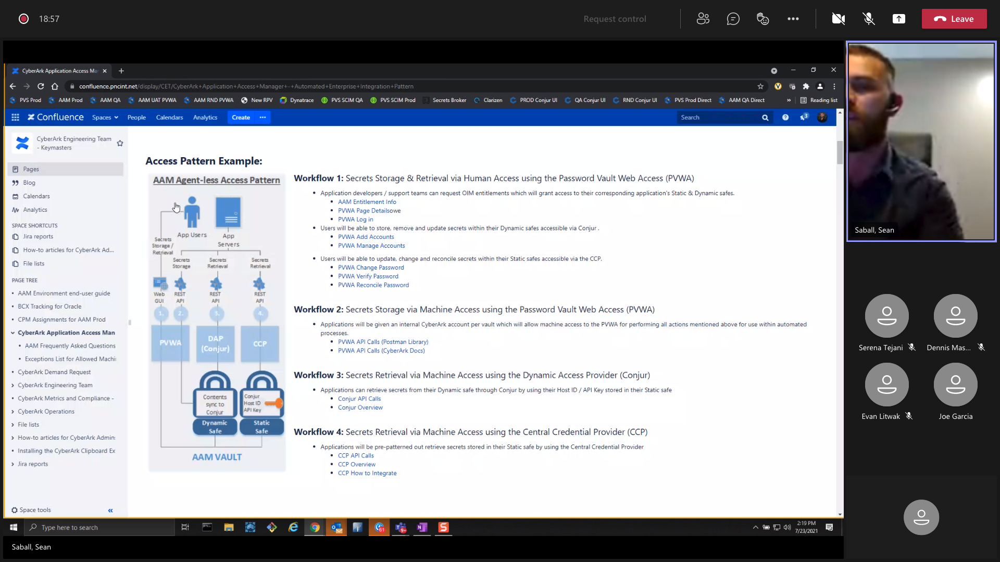 18:57
Request control
Leave
CyberArk Application Access Ma
confluence.pncint.net/display/CET/CyberArk+Application+Access+Manager+-+Automated+Enterprise+Integration+Pattern
PVS Prod
AAM Prod
AAM QA
AAM UAT PVWA
AAM RND PVWA
New RPV
Dynatrace
PVS SCIM QA
PVS SCIM Prod
Secrets Broker
Clarizen
PROD Conjur UI
QA Conjur UI
RND Conjur UI
PVS Prod Direct
AAM QA Direct
»
Reading list
Confluence
Spaces
People
Calendars
Analytics
Create
Search
3
CyberArk Engineering Team
- Keymasters
Pages
Blog
Calendars
Analytics
SPACE SHORTCUTS
Jira reports
How-to articles for CyberArk Ad...
File lists
PAGE TREE
AAM Environment end-user guide
BCX Tracking for Oracle
CPM Assignments for AAM Prod
CyberArk Application Access Man
AAM Frequently Asked Questions
Exceptions List for Allowed Machi
CyberArk Demand Request
CyberArk Engineering Team
CyberArk Metrics and Compliance -
CyberArk Operations
File lists
How-to articles for CyberArk Admin
Installing the CyberArk Clipboard Ex
Jira reports
Space tools
«
Access Pattern Example:
AAM Agent-less Access Pattern
App Users
App
Servers
Secrets
Storage /
Retrieval
Secrets
Storage
Secrets
Retrieval
Secrets
Retrieval
Web
GUI
REST
API
REST
API
REST
API
1.
2.
3.
4.
PVWA
DAP
(Conjur)
CCP
Contents
sync to
Conjur
Dynamic
Safe
Conjur
Host ID
API Key
Static
Safe
AAM VAULT
Workflow 1: Secrets Storage & Retrieval via Human Access using the Password Vault Web Access (PVWA)
Application developers / support teams can request OIM entitlements which will grant access to their corresponding application's Static & Dynamic safes.
AAM Entitlement Info
PVWA Page Detailsowe
PVWA Log in
Users will be able to store, remove and update secrets within their Dynamic safes accessible via Conjur .
PVWA Add Accounts
PVWA Manage Accounts
Users will be able to update, change and reconcile secrets within their Static safes accessible via the CCP.
PVWA Change Password
PVWA Verify Password
PVWA Reconcile Password
Workflow 2: Secrets Storage via Machine Access using the Password Vault Web Access (PVWA)
Applications will be given an internal CyberArk account per vault which will allow machine access to the PVWA for performing all actions mentioned above for use within automated
processes.
PVWA API Calls (Postman Library)
PVWA API Calls (CyberArk Docs)
Workflow 3: Secrets Retrieval via Machine Access using the Dynamic Access Provider (Conjur)
Applications can retrieve secrets from their Dynamic safe through Conjur by using their Host ID / API Key stored in their Static safe
Conjur API Calls
Conjur Overview
Workflow 4: Secrets Retrieval via Machine Access using the Central Credential Provider (CCP)
Applications will be pre-patterned out retrieve secrets stored in their Static safe by using the Central Credential Provider
CCP API Calls
CCP Overview
CCP How to Integrate
Type here to search
61
9+
2:19 PM
7/23/2021
Saball, Sean
Saball, Sean
Serena Tejani
Dennis Mas...
Evan Litwak
Joe Garcia